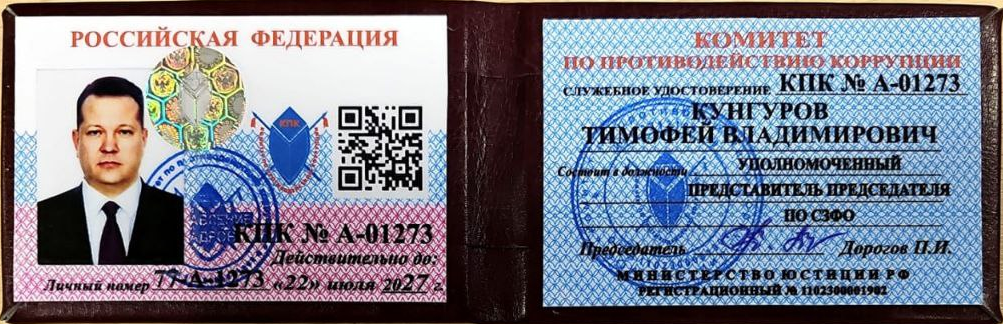 РОССИЙСКАЯ ФЕДЕРАЦИЯ
КПК
КПК № А-01273
Действительно до:
Личный номер 77-А-1273 «22» июля 2027 г.
КОМИТЕТ
ПО ПРОТИВОДЕЙСТВИЮ КОРРУПЦИИ
СЛУЖЕБНОЕ УДОСТОВЕРЕНИЕ КПК № А-01273
КУНГУРОВ
ТИМОФЕЙ ВЛАДИМИРОВИЧ
Состоит в должности УПОЛНОМОЧЕННЫЙ
ПРЕДСТАВИТЕЛЬ ПРЕДСЕДАТЕЛЯ
ПО СЗФО
Председатель Дорогов П.И.
МИНИСТЕРСТВО ЮСТИЦИИ РФ
РЕГИСТРАЦИОННЫЙ № 1102300001902